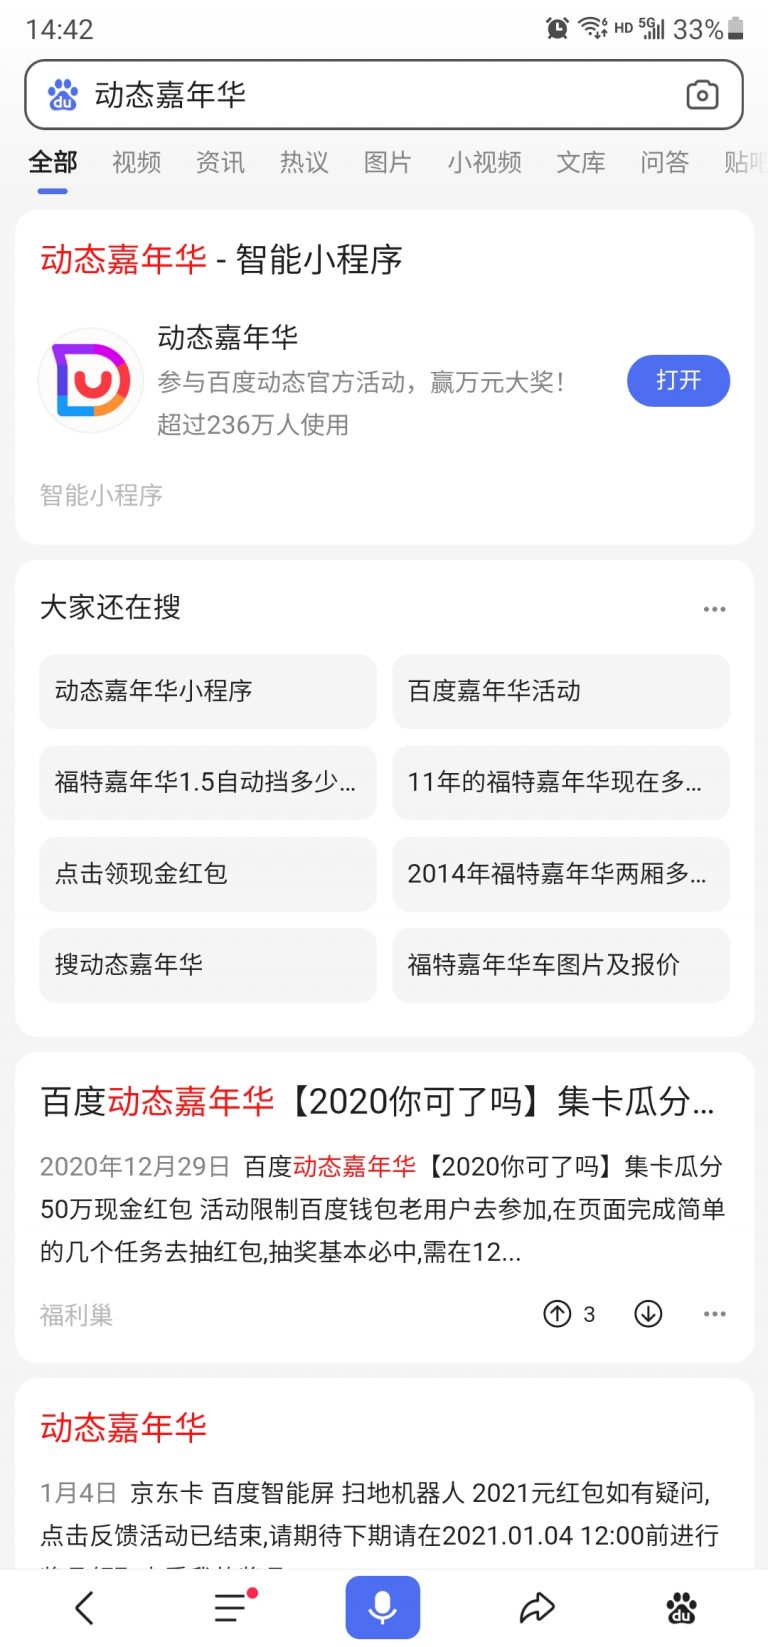 14:42
HD 5G 33%
du 动态嘉年华
全部 视频 资讯 热议 图片 小视频 文库 问答 贴吧
动态嘉年华 - 智能小程序
动态嘉年华
参与百度动态官方活动，赢万元大奖！
打开
超过236万人使用
智能小程序
大家还在搜
动态嘉年华小程序
百度嘉年华活动
福特嘉年华1.5自动挡多少...
11年的福特嘉年华现在多...
点击领现金红包
2014年福特嘉年华两厢多...
搜动态嘉年华
福特嘉年华车图片及报价
百度动态嘉年华【2020你可了吗】集卡瓜分...
2020年12月29日 百度动态嘉年华【2020你可了吗】集卡瓜分
50万现金红包 活动限制百度钱包老用户去参加,在页面完成简单
的几个任务去抽红包,抽奖基本必中,需在12...
福利巢
3
动态嘉年华
1月4日 京东卡 百度智能屏 扫地机器人 2021元红包如有疑问,
点击反馈活动已结束,请期待下期请在2021.01.04 12:00前进行
du